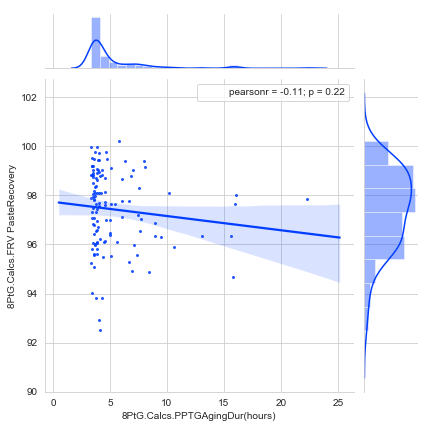 pearsonr = -0.11; p = 0.22
102
100
98
96
94
92
90
8PtG.Calcs.FRV PasteRecovery
0 5 10 15 20 25
8PtG.Calcs.PPTGAgingDur(hours)